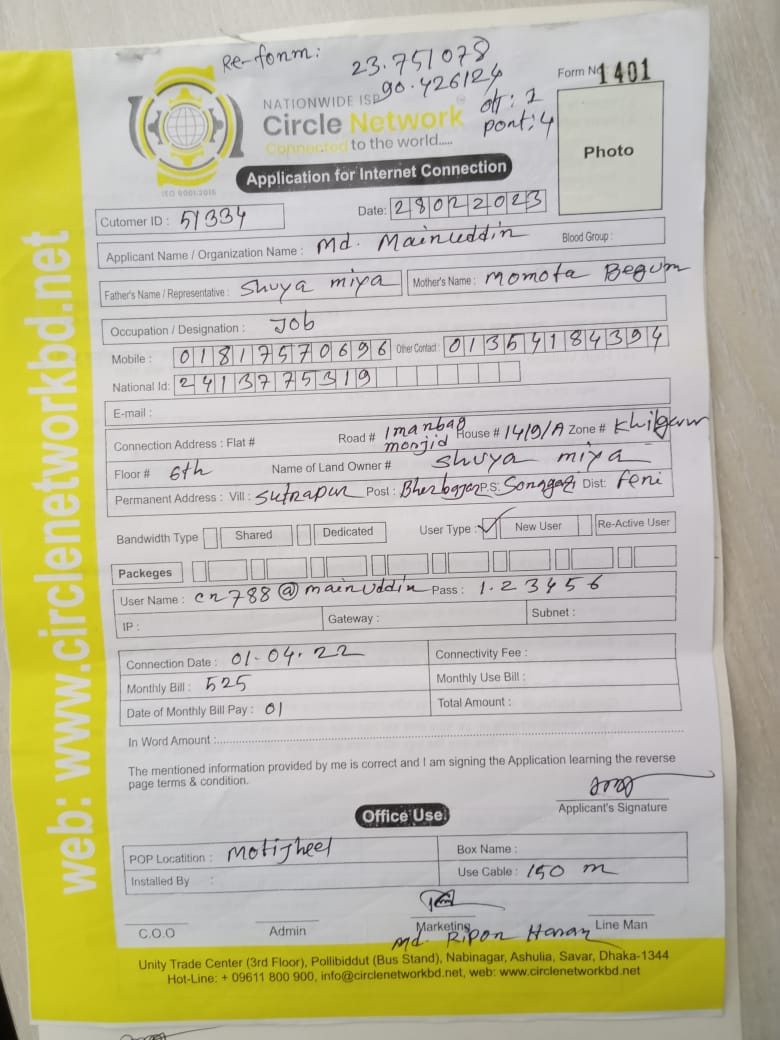 Re-fonm: 23.751078
90.426124
Form No 1401
olt: 1
pont: 4
NATIONWIDE ISP
Circle Network
Connected to the world.....
ISO 9001:2015
Photo
Application for Internet Connection
Cutomer ID : 51334 Date: 28022023
Applicant Name / Organization Name : Md. Mainuddin Blood Group :
Father's Name / Representative : Shuya miya Mother's Name : Momota Begum
Occupation / Designation : Job
Mobile : 01817570696 Other Contact : 01354184394
National Id: 2413775319
E-mail :
Connection Address : Flat # Road # Imanbag monjid House # 14/9/A Zone # Khilgaw
Floor # 6th Name of Land Owner # Shuya miya
Permanent Address : Vill : Sutrapur Post : P.S: Sonagazi Dist: Feni
Bandwidth Type Shared Dedicated User Type : ✓ New User Re-Active User
Packeges
User Name : cn788@mainuddin Pass : 1.23456
IP : Gateway : Subnet :
Connection Date : 01-04.22 Connectivity Fee :
Monthly Bill : 525 Monthly Use Bill :
Date of Monthly Bill Pay : 01 Total Amount :
In Word Amount :
The mentioned information provided by me is correct and I am signing the Application learning the reverse
page terms & condition.
Applicant's Signature
Office Use.
POP Locatition : Motijheel Box Name :
Installed By : Use Cable : 150 m
C.O.O Admin Marketing Line Man
Md. Ripon Hasan
Unity Trade Center (3rd Floor), Pollibiddut (Bus Stand), Nabinagar, Ashulia, Savar, Dhaka-1344
Hot-Line: + 09611 800 900, info@circlenetworkbd.net, web: www.circlenetworkbd.net
web: www.circlenetworkbd.net